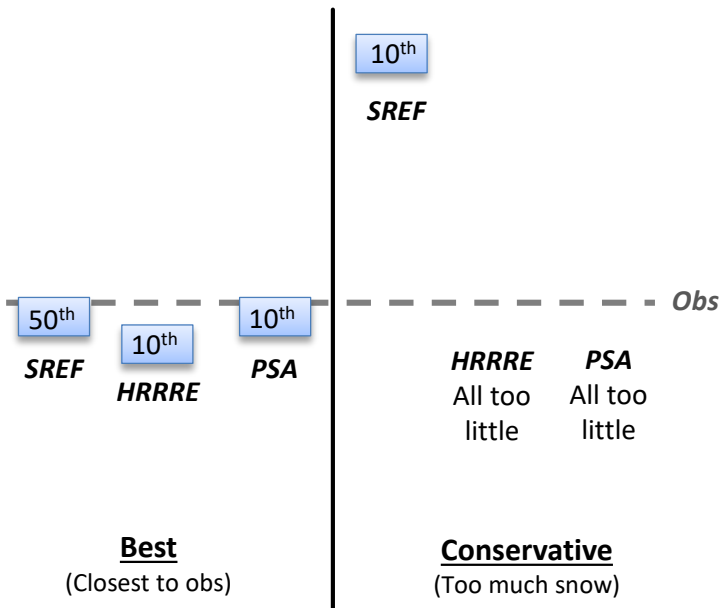 10th
SREF
50th
SREF
10th
HRRRE
10th
PSA
Obs
HRRRE
All too
little
PSA
All too
little
Best
(Closest to obs)
Conservative
(Too much snow)